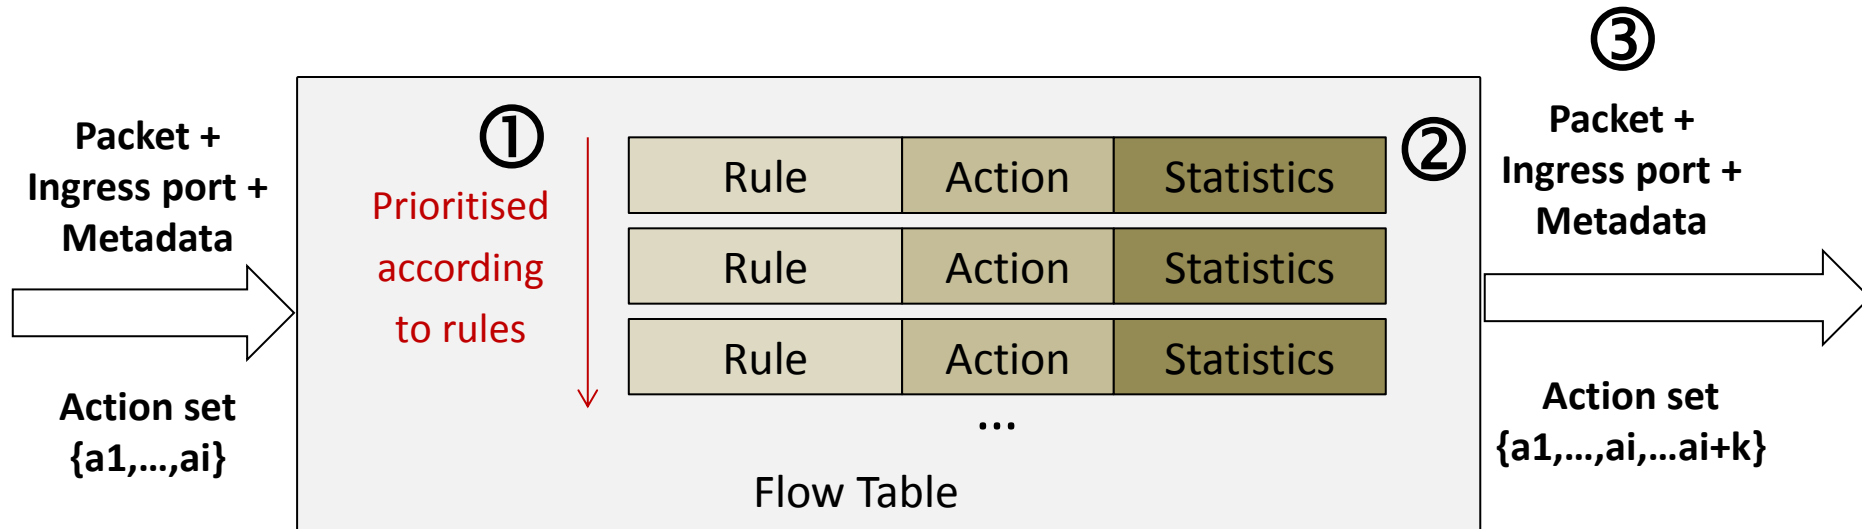 Packet +
Ingress port +
Metadata
Action set
{a1,...,ai}
①
Prioritised
according
to rules
Rule Action Statistics
Rule Action Statistics
Rule Action Statistics
...
Flow Table
②
③
Packet +
Ingress port +
Metadata
Action set
{a1,...,ai,...ai+k}